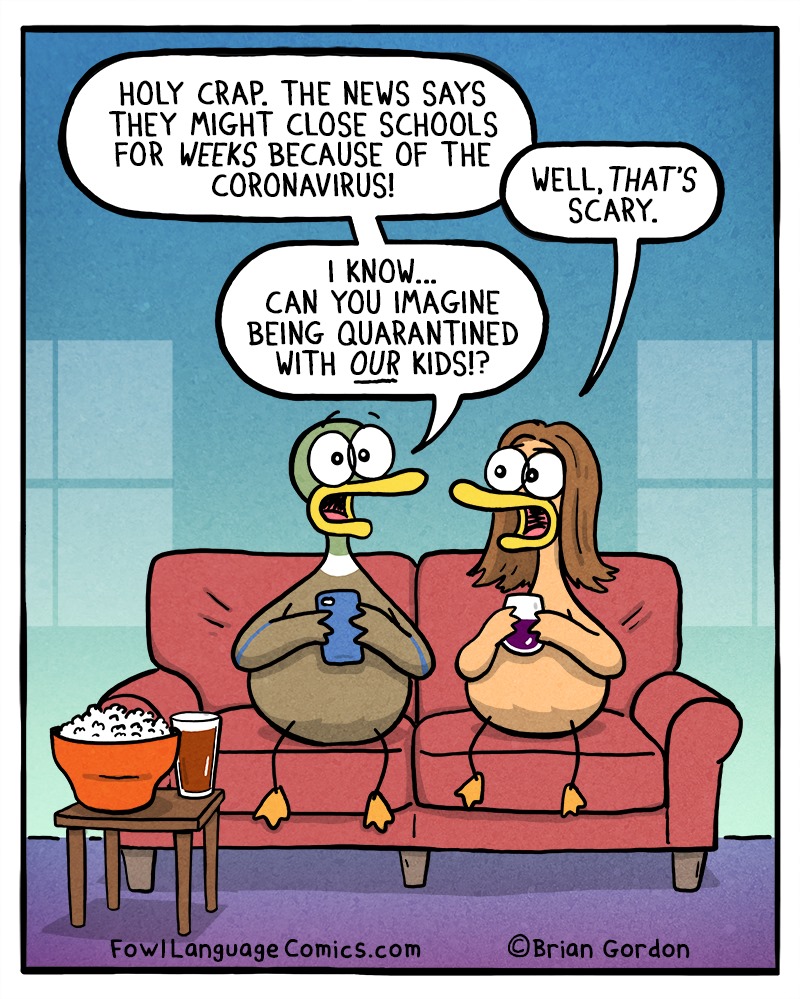 HOLY CRAP. THE NEWS SAYS
THEY MIGHT CLOSE SCHOOLS
FOR WEEKS BECAUSE OF THE
CORONAVIRUS!
WELL, THAT'S
SCARY.
I KNOW...
CAN YOU IMAGINE
BEING QUARANTINED
WITH OUR KIDS!?
FowlLanguageComics.com
©Brian Gordon